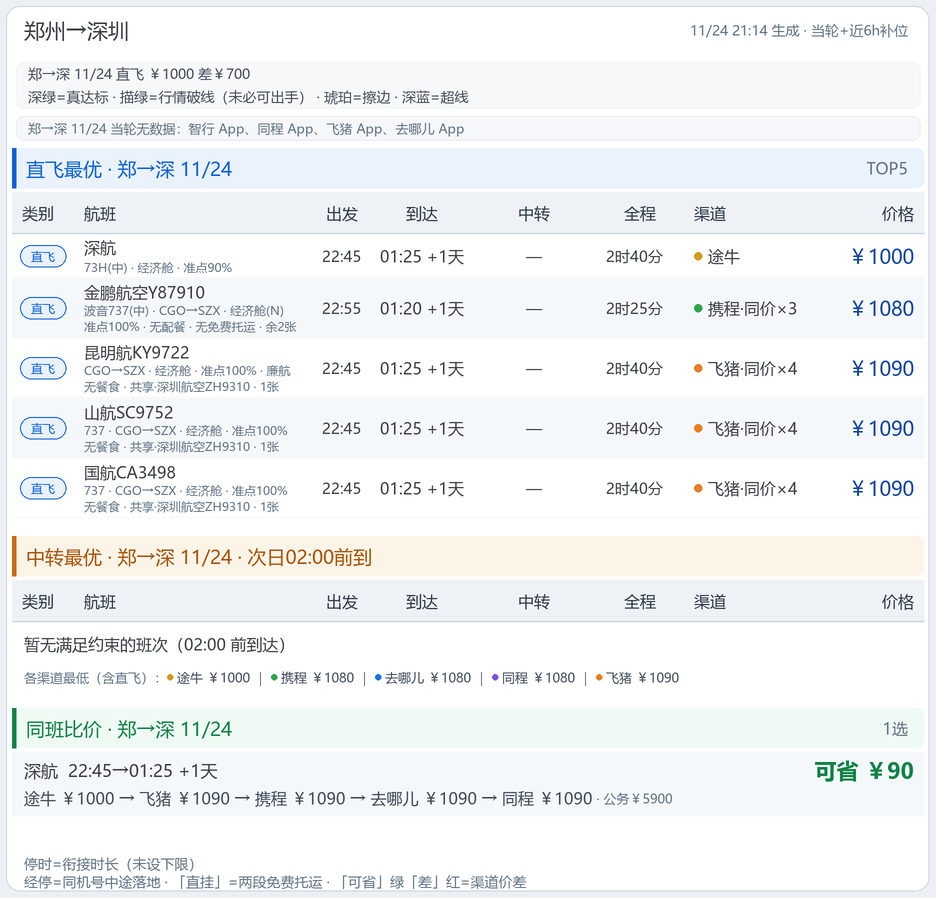 郑州→深圳
11/24 21:14 生成 · 当轮+近6h补位
郑→深 11/24 直飞 ￥1000 差￥700
深绿=真达标 · 描绿=行情破线（未必可出手） · 琥珀=擦边 · 深蓝=超线
郑→深 11/24 当轮无数据：智行 App、同程 App、飞猪 App、去哪儿 App
直飞最优 · 郑→深 11/24 TOP5
类别 航班 出发 到达 中转 全程 渠道 价格
直飞 深航 22:45 01:25 +1天 — 2时40分 途牛 ￥1000
73H(中) · 经济舱 · 准点90%
直飞 金鹏航空Y87910 22:55 01:20 +1天 — 2时25分 携程·同价×3 ￥1080
波音737(中) · CGO→SZX · 经济舱(N)
准点100% · 无配餐 · 无免费托运 · 余2张
直飞 昆明航KY9722 22:45 01:25 +1天 — 2时40分 飞猪·同价×4 ￥1090
CGO→SZX · 经济舱 · 准点100% · 廉航
无餐食 · 共享·深圳航空ZH9310 · 1张
直飞 山航SC9752 22:45 01:25 +1天 — 2时40分 飞猪·同价×4 ￥1090
737 · CGO→SZX · 经济舱 · 准点100%
无餐食 · 共享·深圳航空ZH9310 · 1张
直飞 国航CA3498 22:45 01:25 +1天 — 2时40分 飞猪·同价×4 ￥1090
737 · CGO→SZX · 经济舱 · 准点100%
无餐食 · 共享·深圳航空ZH9310 · 1张
中转最优 · 郑→深 11/24 · 次日02:00前到
类别 航班 出发 到达 中转 全程 渠道 价格
暂无满足约束的班次（02:00 前到达）
各渠道最低（含直飞）: 途牛 ￥1000 | 携程 ￥1080 | 去哪儿 ￥1080 | 同程 ￥1080 | 飞猪 ￥1090
同班比价 · 郑→深 11/24 1选
深航 22:45→01:25 +1天 可省 ￥90
途牛 ￥1000 → 飞猪 ￥1090 → 携程 ￥1090 → 去哪儿 ￥1090 → 同程 ￥1090 · 公务￥5900
停时=衔接时长（未设下限）
经停=同机号中途落地 · 「直挂」=两段免费托运 · 「可省」绿「差」红=渠道价差